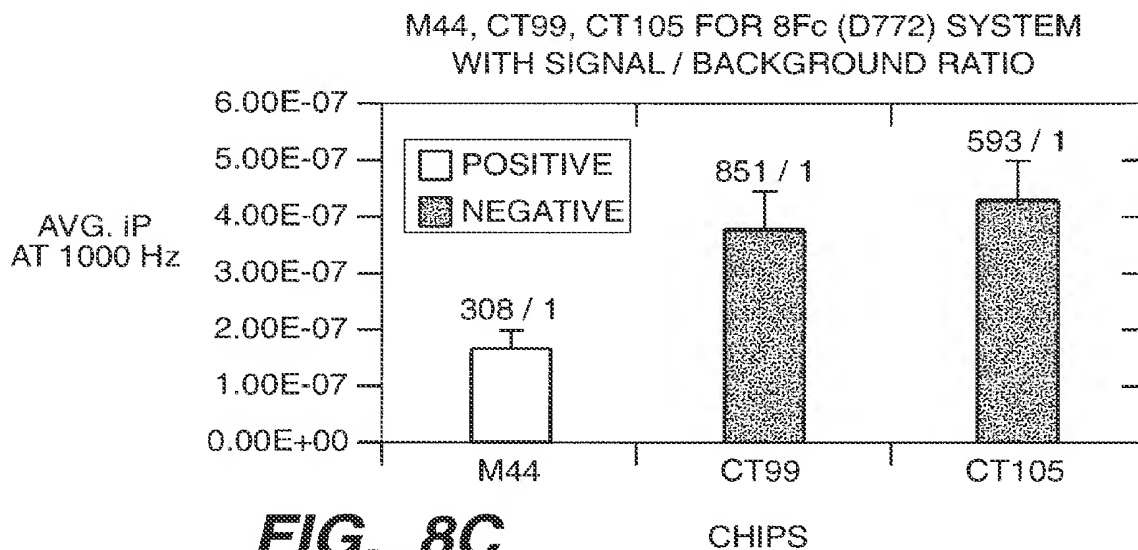 M44, CT99, CT105 FOR 8Fc (D772) SYSTEM
WITH SIGNAL / BACKGROUND RATIO
AVG. iP
AT 1000 Hz
6.00E-07
5.00E-07
4.00E-07
3.00E-07
2.00E-07
1.00E-07
0.00E+00
POSITIVE
NEGATIVE
308 / 1
851 / 1
593 / 1
M44
CT99
CT105
CHIPS
FIG._8C